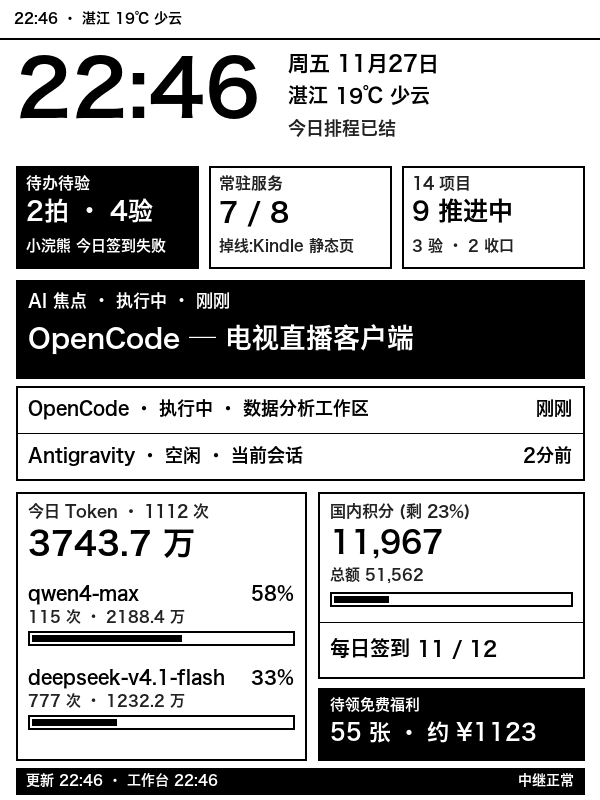 22:46 · 湛江 19℃ 少云
22:46
周五 11月27日
湛江 19℃ 少云
今日排程已结
待办待验
2拍 · 4验
小浣熊 今日签到失败
常驻服务
7 / 8
掉线:Kindle 静态页
14 项目
9 推进中
3 验 · 2 收口
AI 焦点 · 执行中 · 刚刚
OpenCode — 电视直播客户端
OpenCode · 执行中 · 数据分析工作区 刚刚
Antigravity · 空闲 · 当前会话 2分前
今日 Token · 1112 次
3743.7 万
qwen4-max 58%
115 次 · 2188.4 万
deepseek-v4.1-flash 33%
777 次 · 1232.2 万
国内积分 (剩 23%)
11,967
总额 51,562
每日签到 11 / 12
待领免费福利
55 张 · 约 ¥1123
更新 22:46 · 工作台 22:46 中继正常